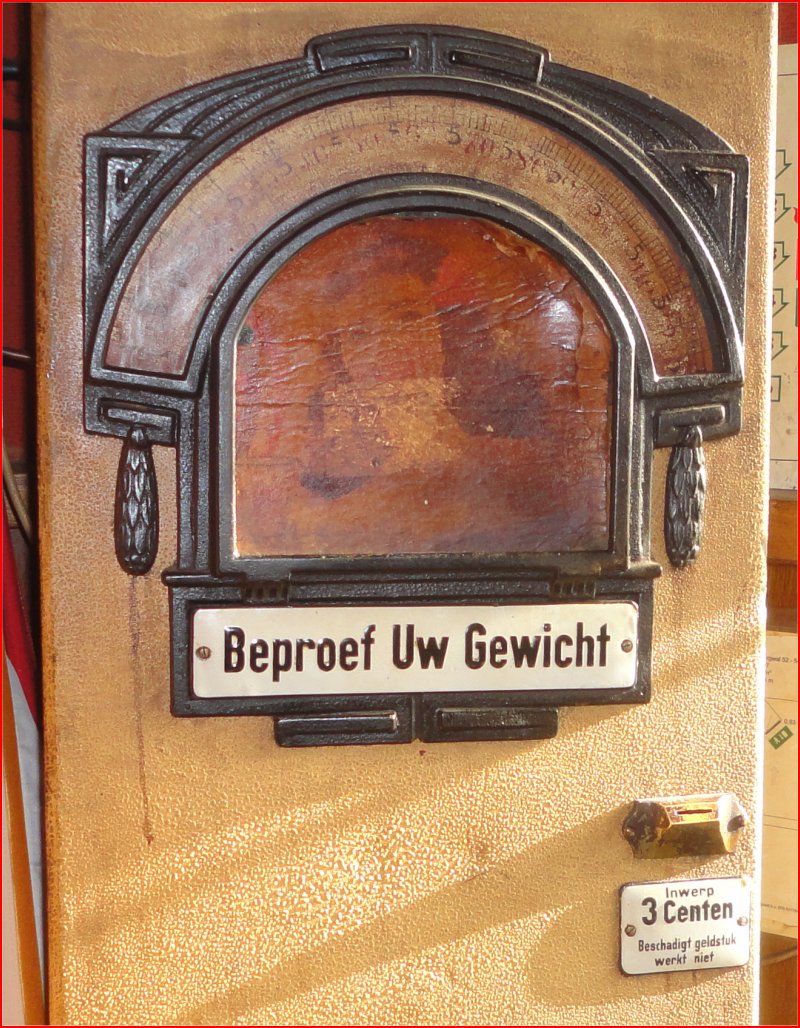 Beproef Uw Gewicht
Inwerp
3 Centen
Beschadigt geldstuk
werkt niet